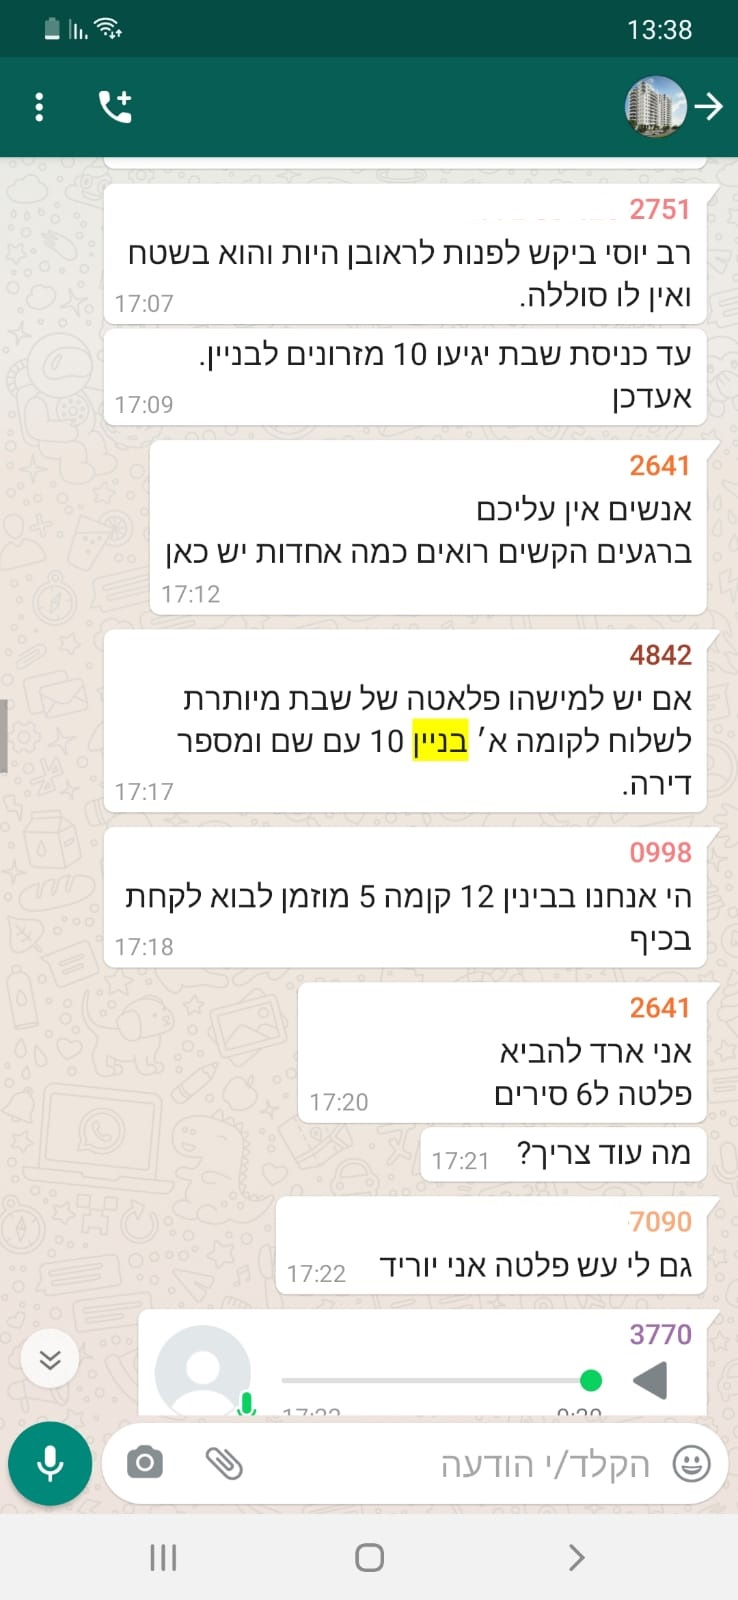 13:38
2751
רב יוסי ביקש לפנות לראובן היות והוא בשטח
ואין לו סוללה.
17:07
עד כניסת שבת יגיעו 10 מזרונים לבניין.
אעדכן
17:09
2641
אנשים אין עליכם
ברגעים הקשים רואים כמה אחדות יש כאן
17:12
4842
אם יש למישהו פלאטה של שבת מיותרת
לשלוח לקומה א׳ בניין 10 עם שם ומספר
דירה.
17:17
0998
הי אנחנו בבינין 12 קןמה 5 מוזמן לבוא לקחת
בכיף
17:18
2641
אני ארד להביא
פלטה ל6 סירים
17:20
מה עוד צריך?
17:21
7090
גם לי עש פלטה אני יוריד
17:22
3770
הקלד/י הודעה